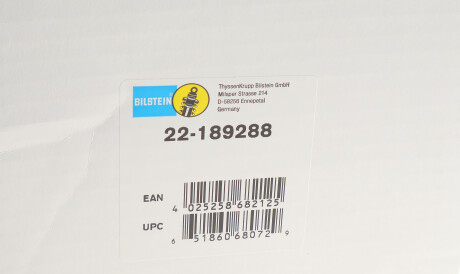 BILSTEIN
ThyssenKrupp Bilstein GmbH
Milsper Strasse 214
D-58256 Ennepetal
Germany
22-189288
EAN
4 025258 682125
UPC
6 51860 68072 9